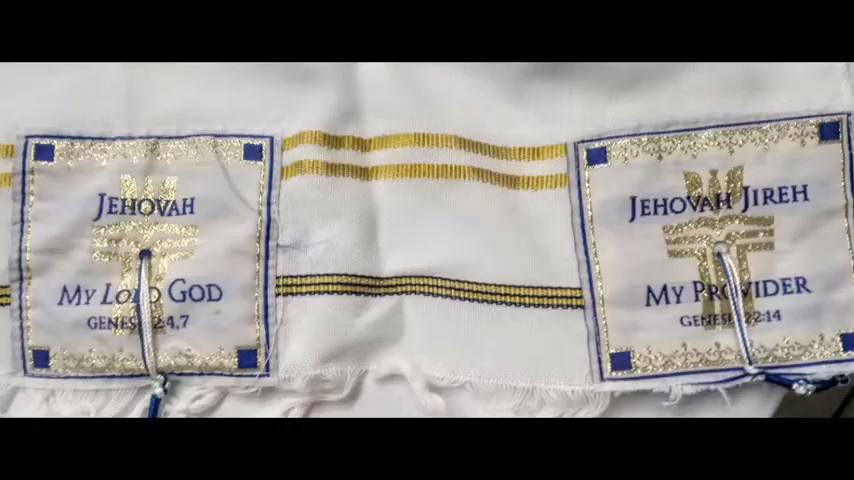 JEHOVAH
MY LORD GOD
GENESIS 2:4,7
JEHOVAH JIREH
MY PROVIDER
GENESIS 22:14